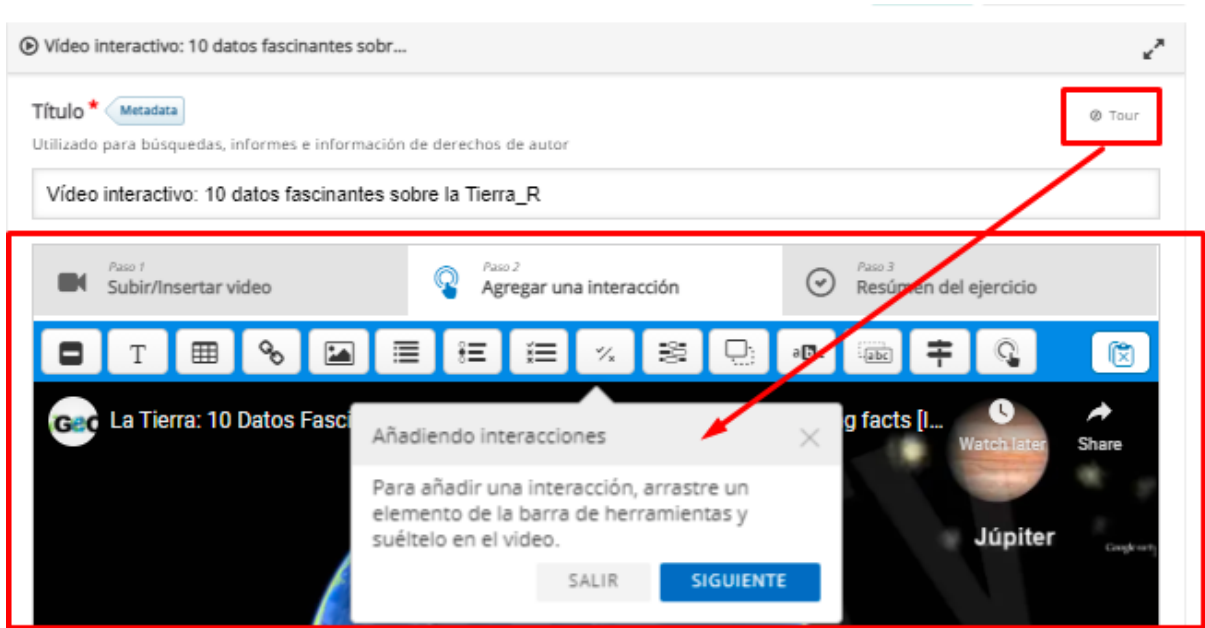 Vídeo interactivo: 10 datos fascinantes sobr...
Título * Metadata
Tour
Utilizado para búsquedas, informes e información de derechos de autor
Vídeo interactivo: 10 datos fascinantes sobre la Tierra_R
Paso 1
Subir/Insertar video
Paso 2
Agregar una interacción
Paso 3
Resúmen del ejercicio
T
abc
La Tierra: 10 Datos Fasci
g facts [I...
Watch later
Share
Añadiendo interacciones
Para añadir una interacción, arrastre un
elemento de la barra de herramientas y
suéltelo en el video.
SALIR
SIGUIENTE
Júpiter